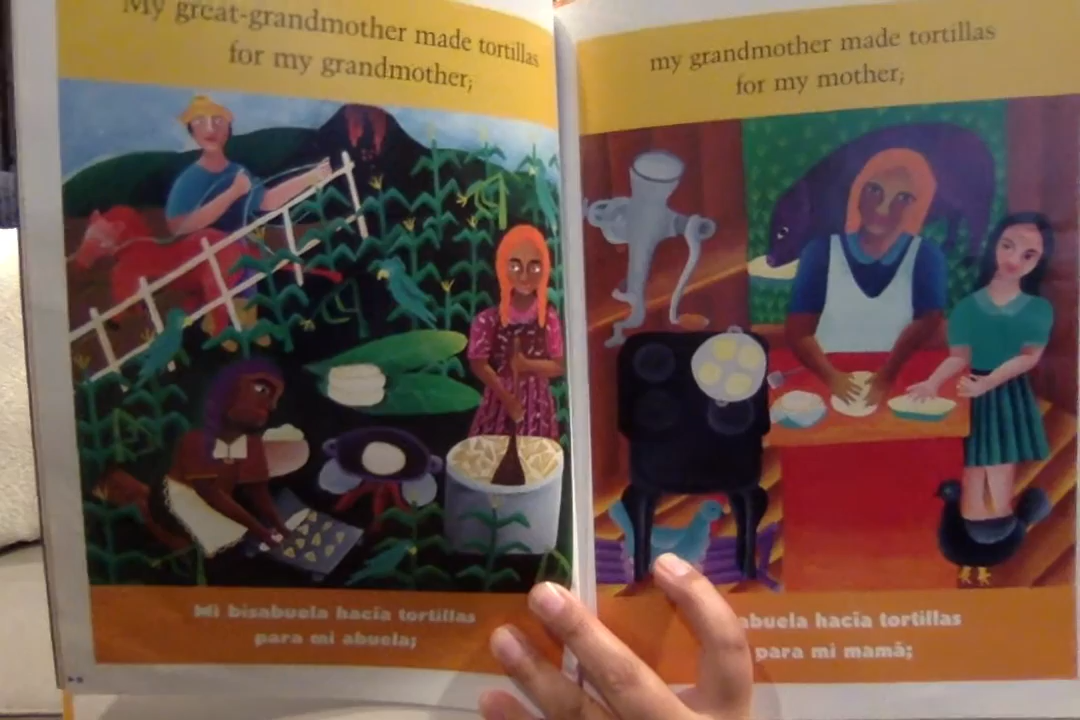 My great-grandmother made tortillas
for my grandmother;
Mi bisabuela hacía tortillas
para mi abuela;
my grandmother made tortillas
for my mother;
abuela hacía tortillas
para mi mamá;